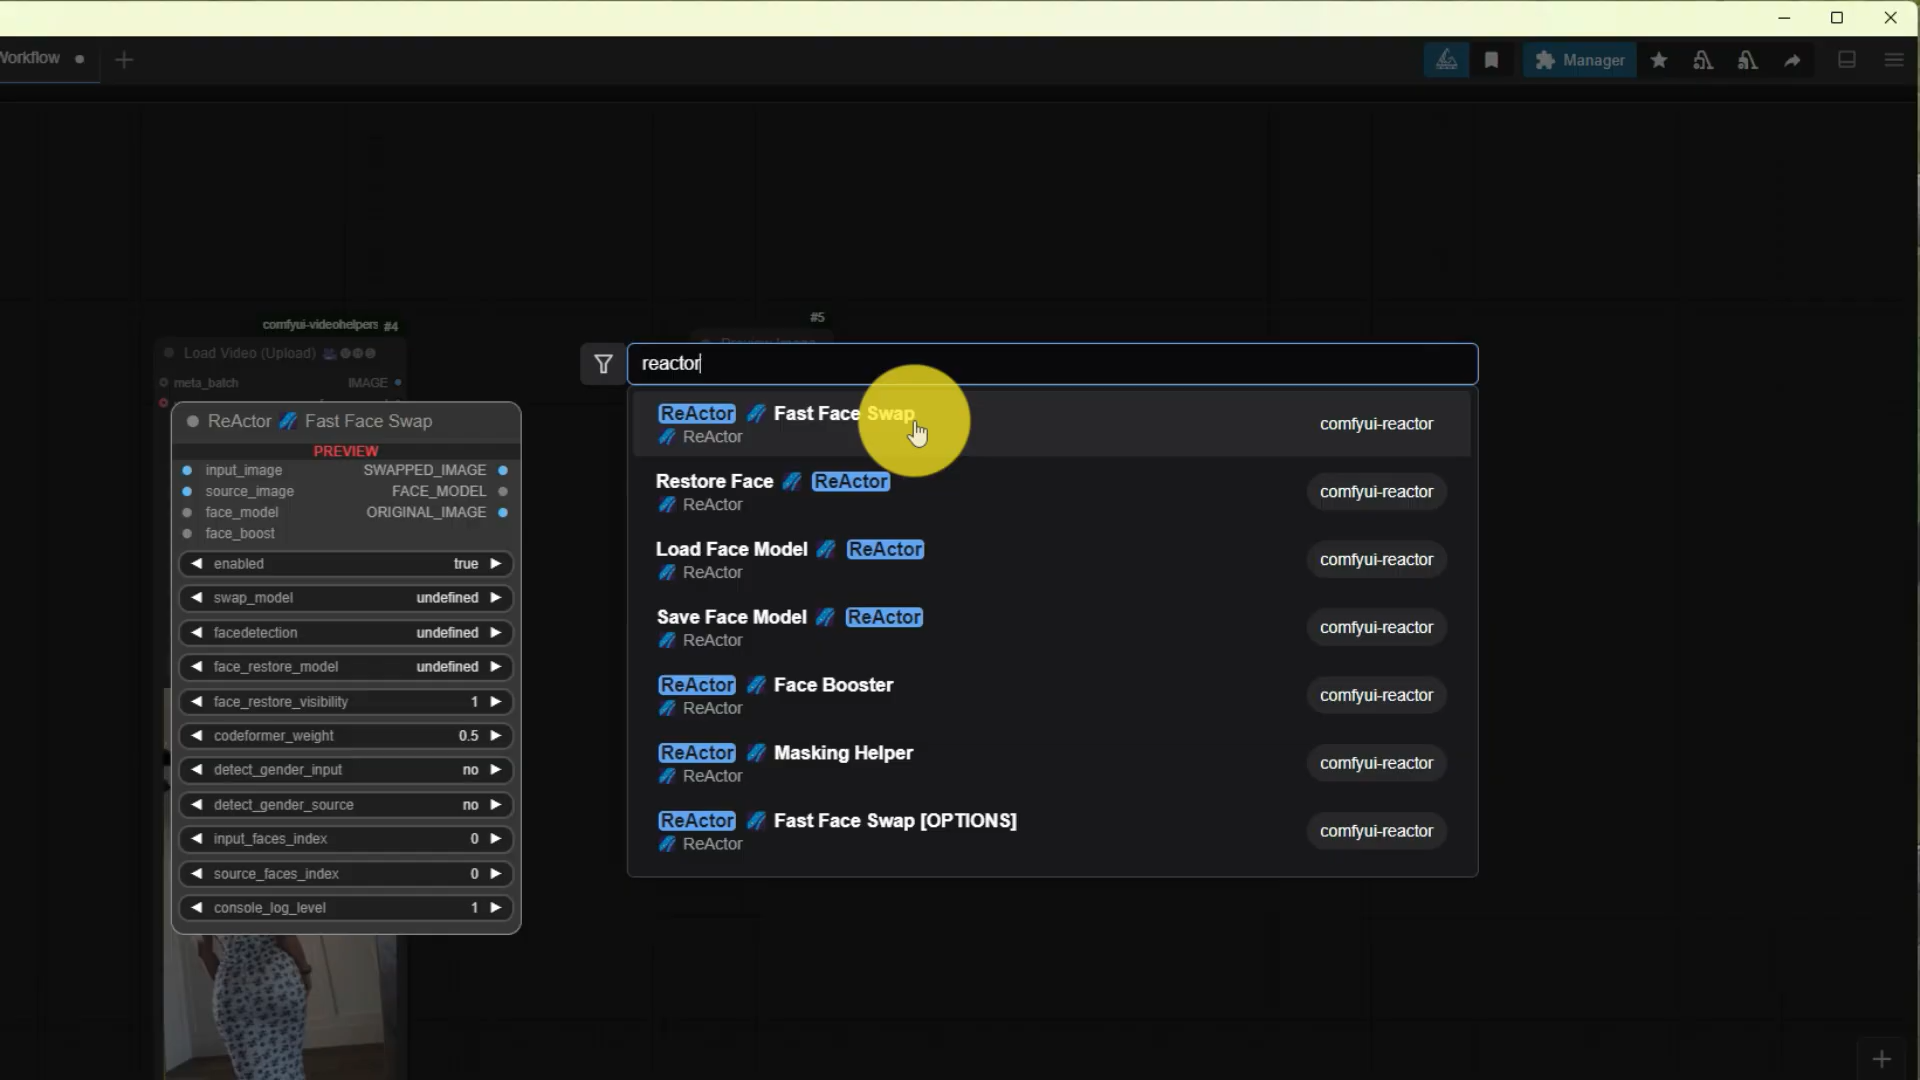 Workflow
Manager
comfyui-videohelpers #4
#5
Load Video (Upload)
Preview Image
meta_batch IMAGE
ReActor Fast Face Swap
PREVIEW
input_image SWAPPED_IMAGE
source_image FACE_MODEL
face_model ORIGINAL_IMAGE
face_boost
enabled true
swap_model undefined
facedetection undefined
face_restore_model undefined
face_restore_visibility 1
codeformer_weight 0.5
detect_gender_input no
detect_gender_source no
input_faces_index 0
source_faces_index 0
console_log_level 1
reactor
ReActor Fast Face Swap
ReActor
comfyui-reactor
Restore Face ReActor
ReActor
comfyui-reactor
Load Face Model ReActor
ReActor
comfyui-reactor
Save Face Model ReActor
ReActor
comfyui-reactor
ReActor Face Booster
ReActor
comfyui-reactor
ReActor Masking Helper
ReActor
comfyui-reactor
ReActor Fast Face Swap [OPTIONS]
ReActor
comfyui-reactor